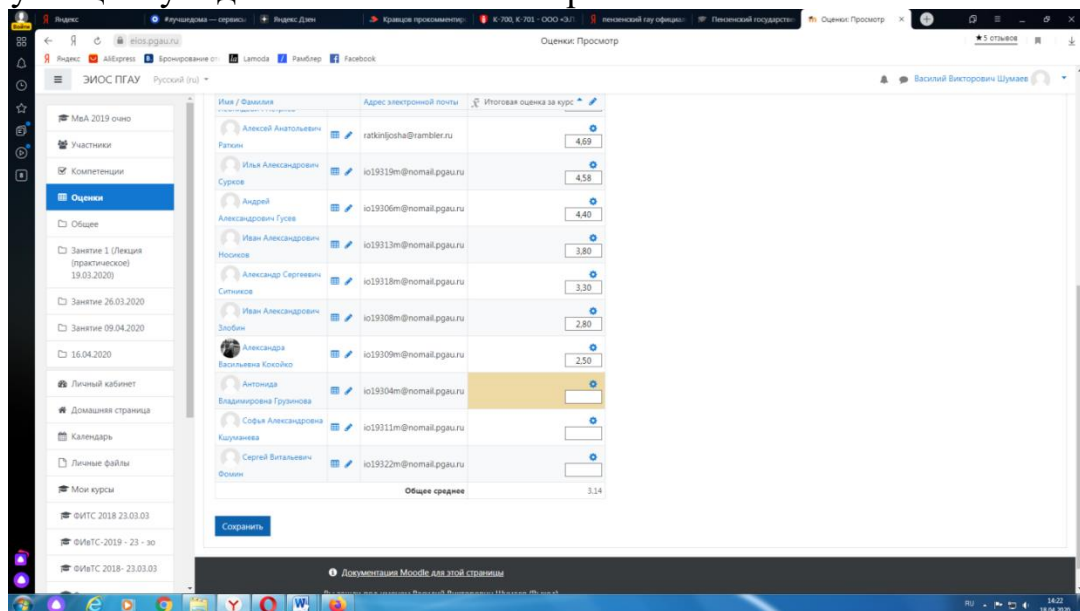 Яндекс
#лучшедома — сервисы
Яндекс.Дзен
Кравцов прокомментиро
К-700, К-701 - ООО «ЭЛ
пензенский гау официал
Пензенский государстве
Оценки: Просмотр
eios.pgau.ru
Оценки: Просмотр
★5 отзывов
Яндекс
AliExpress
Бронирование от
Lamoda
Рамблер
Facebook
ЭИОС ПГАУ
Русский (ru)
Василий Викторович Шумаев
МвА 2019 очно
Участники
Компетенции
Оценки
Общее
Занятие 1 (Лекция
(практическое)
19.03.2020)
Занятие 26.03.2020
Занятие 09.04.2020
16.04.2020
Личный кабинет
Домашняя страница
Календарь
Личные файлы
Мои курсы
ФИТС 2018 23.03.03
ФИвТС-2019 - 23 - зо
ФИвТС 2018- 23.03.03
Имя / Фамилия
Адрес электронной почты
Итоговая оценка за курс
Алексей Анатольевич
Раткин
ratkinljosha@rambler.ru
4,69
Илья Александрович
Сурков
io19319m@nomail.pgau.ru
4,58
Андрей
Александрович Гусев
io19306m@nomail.pgau.ru
4,40
Иван Александрович
Носиков
io19313m@nomail.pgau.ru
3,80
Александр Сергеевич
Ситников
io19318m@nomail.pgau.ru
3,30
Иван Александрович
Злобин
io19308m@nomail.pgau.ru
2,80
Александра
Васильевна Кокойко
io19309m@nomail.pgau.ru
2,50
Антонида
Владимировна Грузинова
io19304m@nomail.pgau.ru
Софья Александровна
Кшуманева
io19311m@nomail.pgau.ru
Сергей Витальевич
Фомин
io19322m@nomail.pgau.ru
Общее среднее
3,14
Сохранить
Документация Moodle для этой страницы
RU
14:22